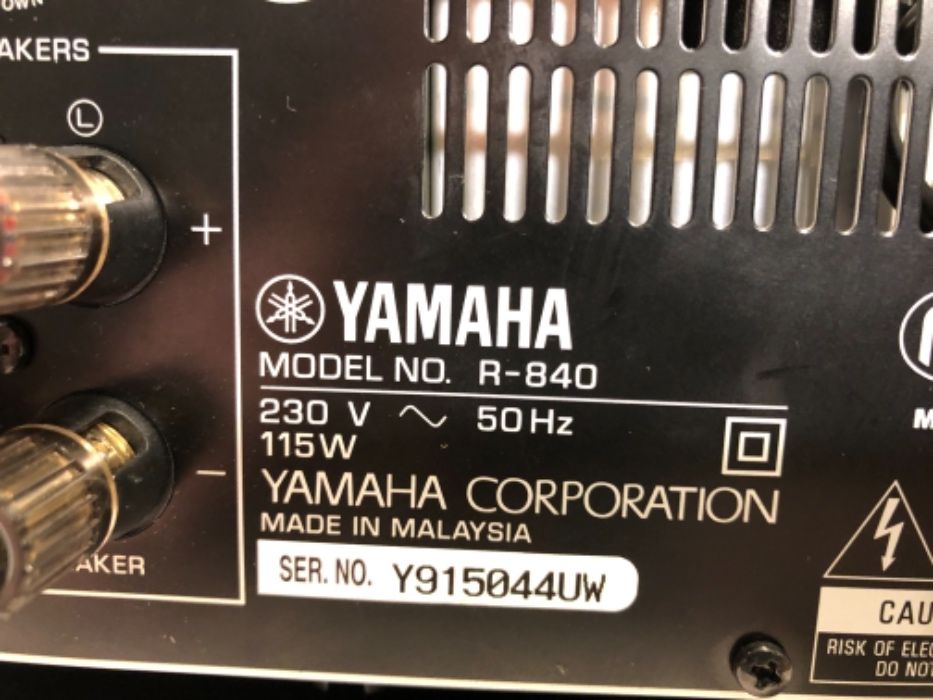 AKERS
L
+
YAMAHA
MODEL NO. R-840
230 V ~ 50Hz
115W
YAMAHA CORPORATION
MADE IN MALAYSIA
SER. NO. Y915044UW
−
AKER
CAU
RISK OF ELEC
DO NOT